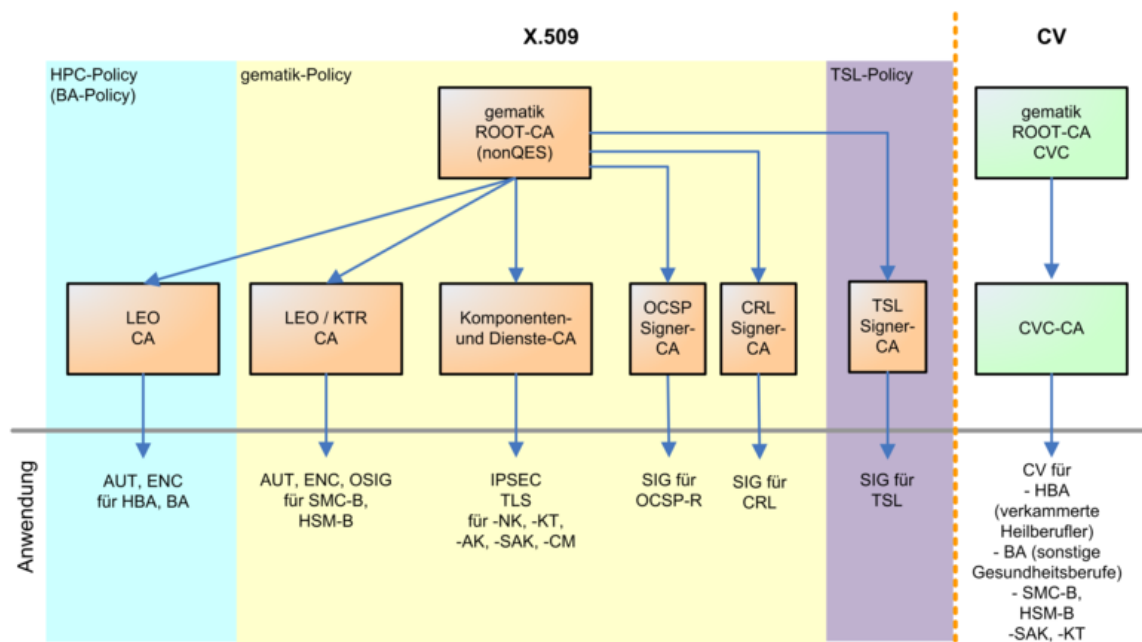 X.509
CV
HPC-Policy
(BA-Policy)
gematik-Policy
TSL-Policy
gematik
ROOT-CA
(nonQES)
gematik
ROOT-CA
CVC
LEO
CA
LEO / KTR
CA
Komponenten-
und Dienste-CA
OCSP
Signer-
CA
CRL
Signer-
CA
TSL
Signer-
CA
CVC-CA
Anwendung
AUT, ENC
für HBA, BA
AUT, ENC, OSIG
für SMC-B,
HSM-B
IPSEC
TLS
für -NK, -KT,
-AK, -SAK, -CM
SIG für
OCSP-R
SIG für
CRL
SIG für
TSL
CV für
- HBA
(verkammerte
Heilberufler)
- BA (sonstige
Gesundheitsberufe)
- SMC-B,
HSM-B
-SAK, -KT